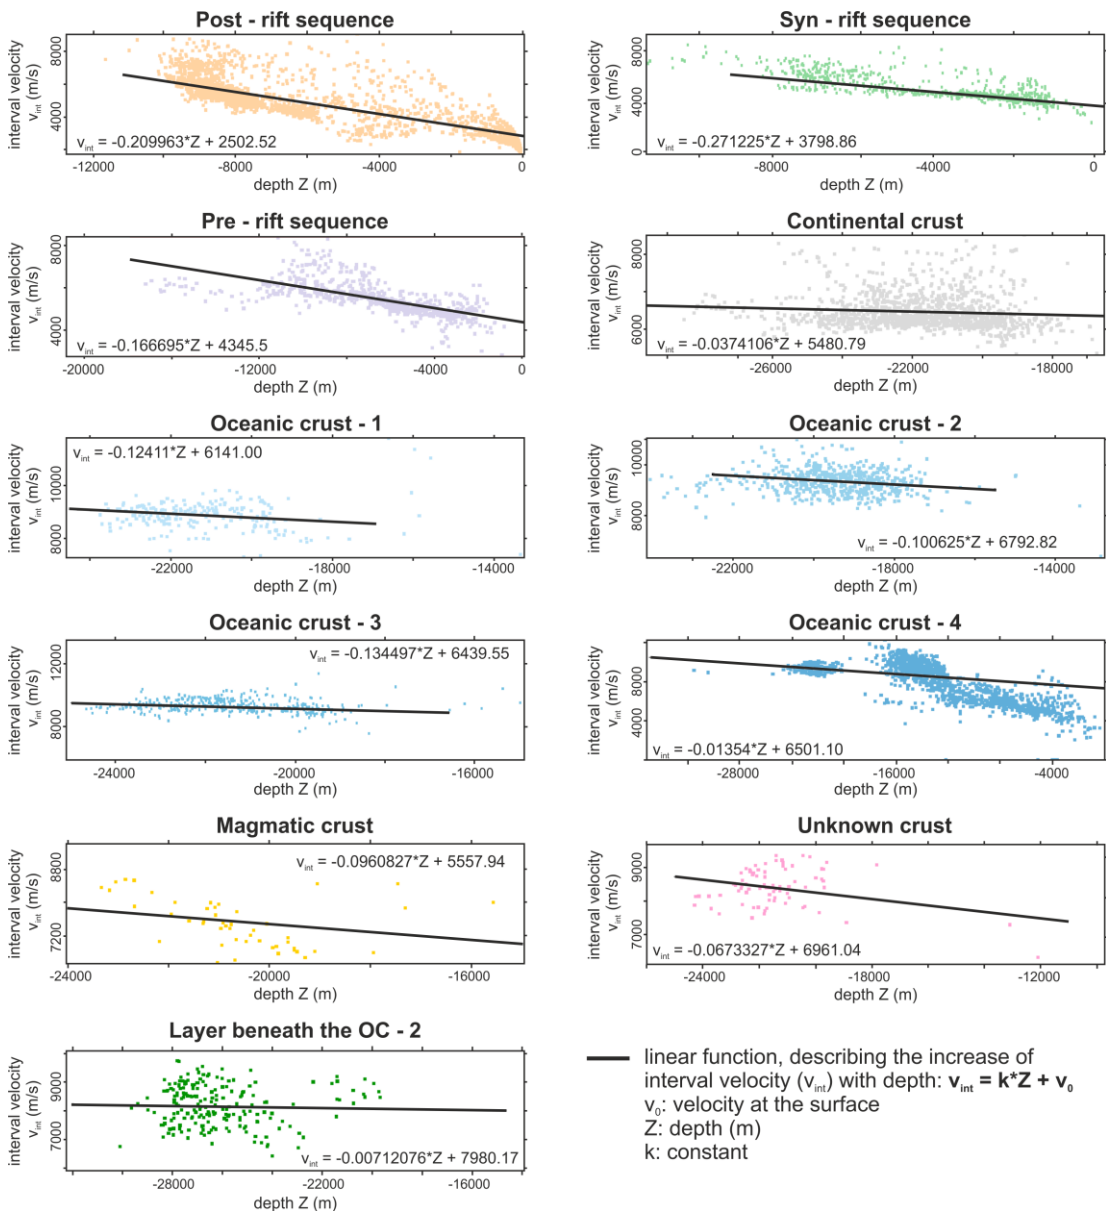 Post - rift sequence
interval velocity
v_int (m/s)
8000
4000
v_int = -0.209963*Z + 2502.52
-12000
-8000
-4000
0
depth Z (m)
Syn - rift sequence
interval velocity
v_int (m/s)
8000
4000
0
v_int = -0.271225*Z + 3798.86
-8000
-4000
0
depth Z (m)
Pre - rift sequence
interval velocity
v_int (m/s)
8000
4000
v_int = -0.166695*Z + 4345.5
-20000
-12000
-4000
0
depth Z (m)
Continental crust
interval velocity
v_int (m/s)
8000
6000
v_int = -0.0374106*Z + 5480.79
-26000
-22000
-18000
depth Z (m)
Oceanic crust - 1
interval velocity
v_int (m/s)
10000
8000
v_int = -0.12411*Z + 6141.00
-22000
-18000
-14000
depth Z (m)
Oceanic crust - 2
interval velocity
v_int (m/s)
10000
8000
v_int = -0.100625*Z + 6792.82
-22000
-18000
-14000
depth Z (m)
Oceanic crust - 3
interval velocity
v_int (m/s)
12000
8000
v_int = -0.134497*Z + 6439.55
-24000
-20000
-16000
depth Z (m)
Oceanic crust - 4
interval velocity
v_int (m/s)
8000
4000
v_int = -0.01354*Z + 6501.10
-28000
-16000
-4000
depth Z (m)
Magmatic crust
interval velocity
v_int (m/s)
8000
7200
v_int = -0.0960827*Z + 5557.94
-24000
-20000
-16000
depth Z (m)
Unknown crust
interval velocity
v_int (m/s)
9000
7000
v_int = -0.0673327*Z + 6961.04
-24000
-18000
-12000
depth Z (m)
Layer beneath the OC - 2
interval velocity
v_int (m/s)
9000
7000
v_int = -0.00712076*Z + 7980.17
-28000
-22000
-16000
depth Z (m)
linear function, describing the increase of
interval velocity (v_int) with depth: v_int = k*Z + v_0
v_0: velocity at the surface
Z: depth (m)
k: constant